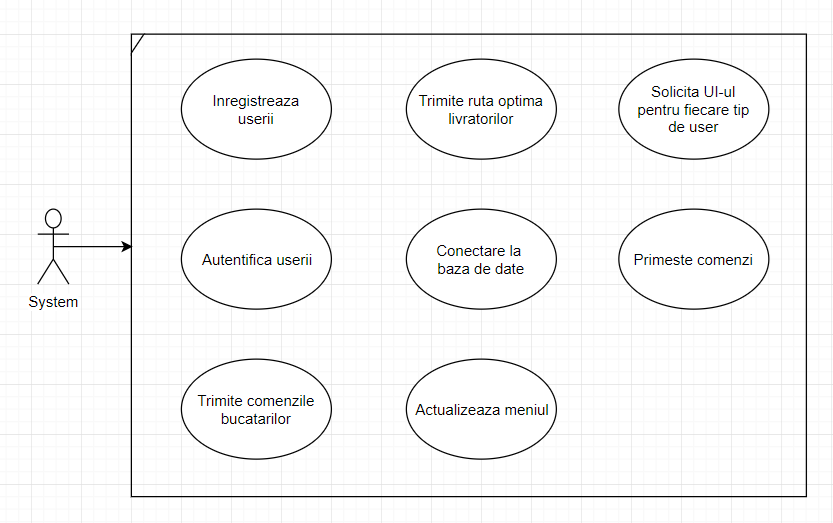 Inregistreaza
userii
Trimite ruta optima
livratorilor
Solicita UI-ul
pentru fiecare tip
de user
Autentifica userii
Conectare la
baza de date
Primeste comenzi
System
Trimite comenzile
bucatarilor
Actualizeaza meniul